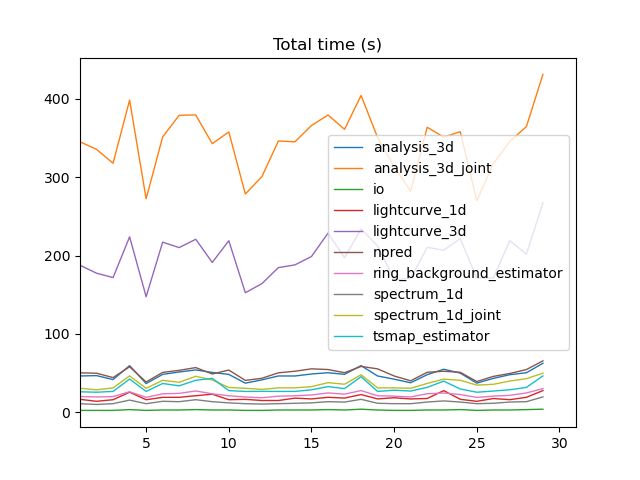 Total time (s)
400
300
200
100
0
analysis_3d
analysis_3d_joint
io
lightcurve_1d
lightcurve_3d
npred
ring_background_estimator
spectrum_1d
spectrum_1d_joint
tsmap_estimator
5 10 15 20 25 30